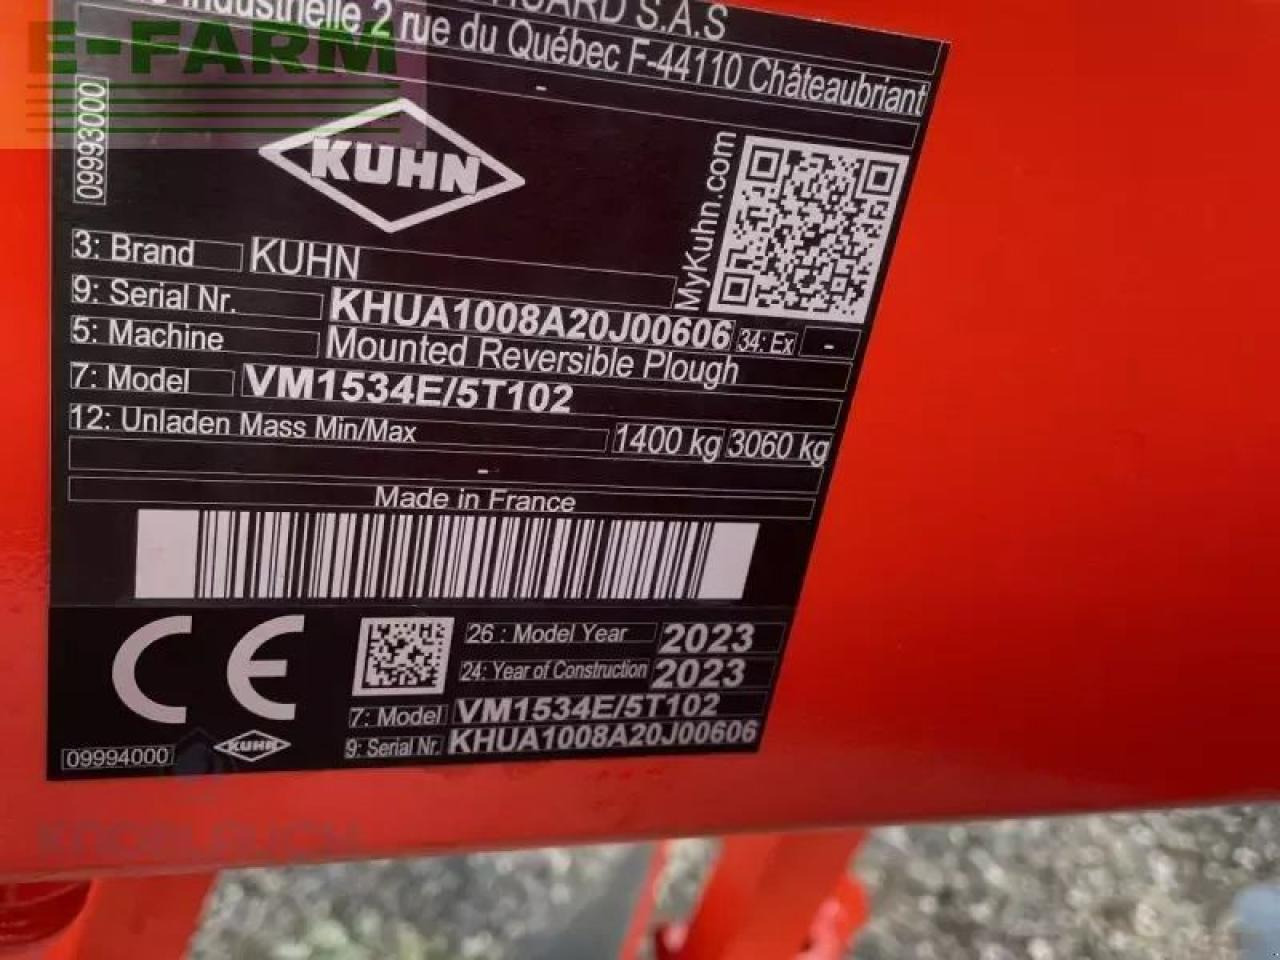 HUARD S.A.S
Industrielle 2 rue du Québec F-44110 Châteaubriant
-
E-FARM
09993000
KUHN
MyKuhn.com
3: Brand KUHN
9: Serial Nr. KHUA1008A20J00606 34: Ex -
5: Machine Mounted Reversible Plough
7: Model VM1534E/5T102
12: Unladen Mass Min/Max 1400 kg 3060 kg
-
Made in France
CE
26 : Model Year 2023
24: Year of Construction 2023
7: Model VM1534E/5T102
9: Serial Nr. KHUA1008A20J00606
09994000
KUHN
KNOBLOUCH